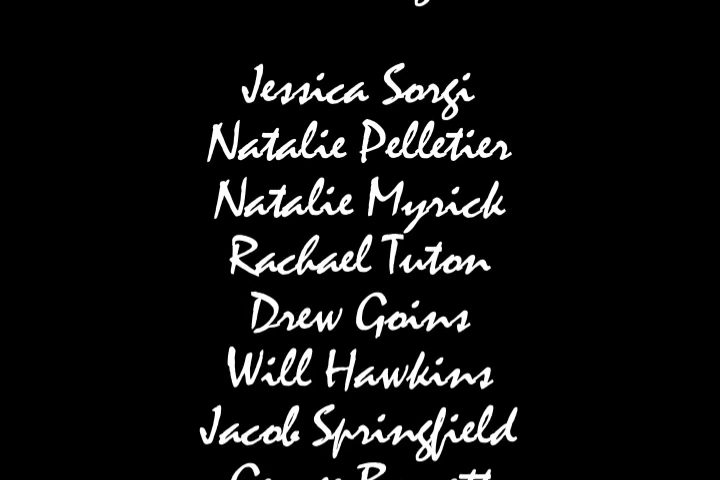 Jessica Sorgi
Natalie Pelletier
Natalie Myrick
Rachael Tuton
Drew Goins
Will Hawkins
Jacob Springfield